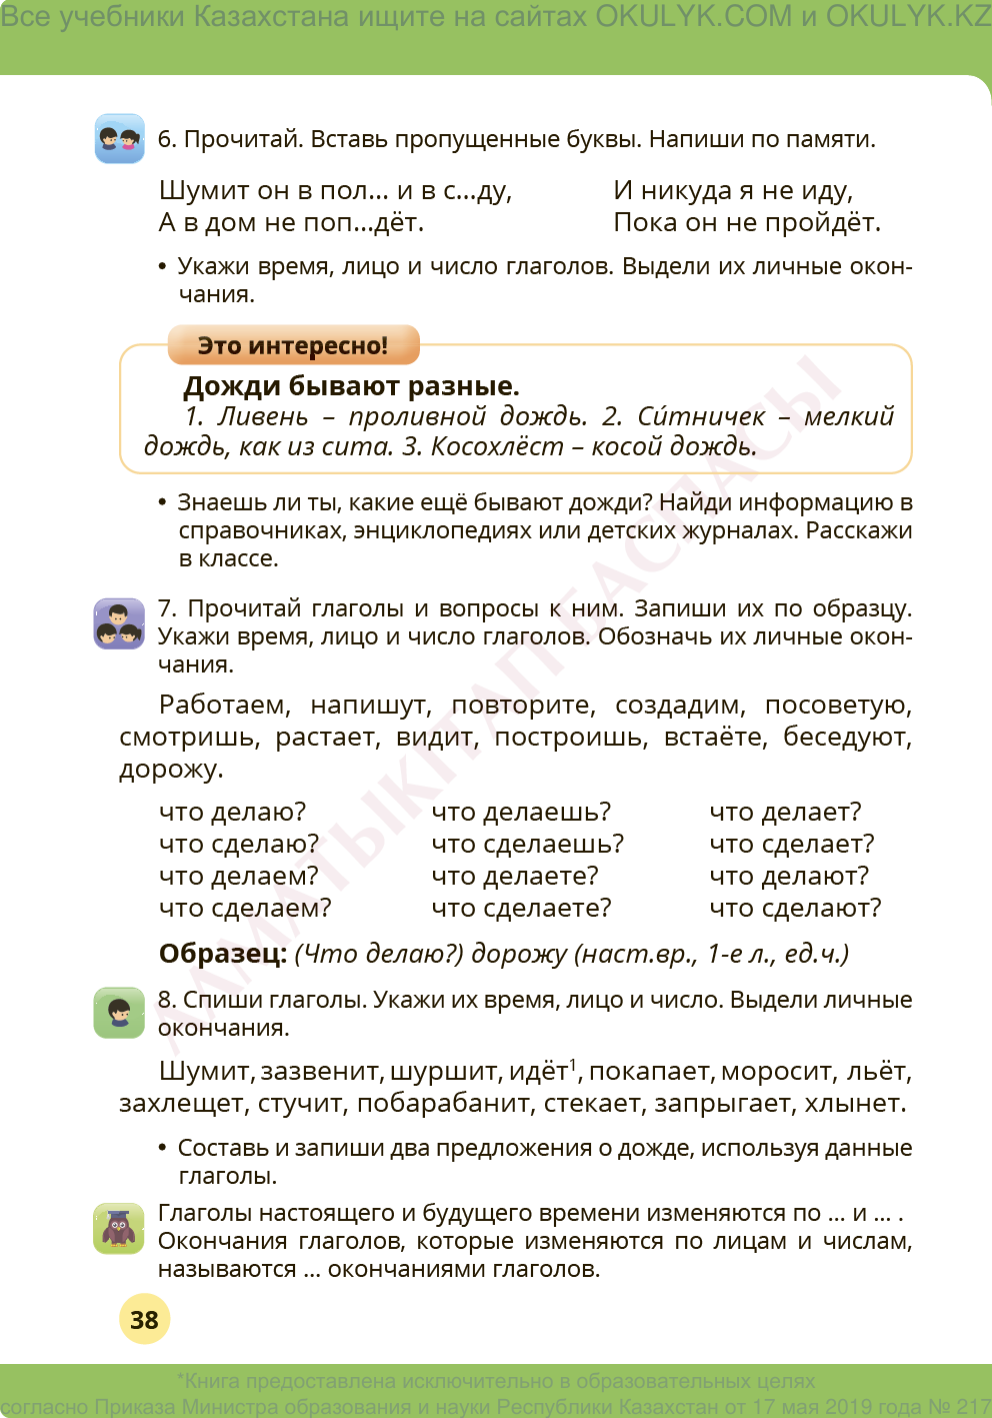 Все учебники Казахстана ищите на сайтах OKULYK.COM и OKULYK.KZ
6. Прочитай. Вставь пропущенные буквы. Напиши по памяти.
Шумит он в пол... и в с...ду,
А в дом не поп...дёт.
И никуда я не иду,
Пока он не пройдёт.
• Укажи время, лицо и число глаголов. Выдели их личные окон-
чания.
Это интересно!
Дожди бывают разные.
1. Ливень – проливной дождь. 2. Си́тничек – мелкий
дождь, как из сита. 3. Косохлёст – косой дождь.
• Знаешь ли ты, какие ещё бывают дожди? Найди информацию в
справочниках, энциклопедиях или детских журналах. Расскажи
в классе.
7. Прочитай глаголы и вопросы к ним. Запиши их по образцу.
Укажи время, лицо и число глаголов. Обозначь их личные окон-
чания.
Работаем, напишут, повторите, создадим, посоветую,
смотришь, растает, видит, построишь, встаёте, беседуют,
дорожу.
что делаю? что делаешь? что делает?
что сделаю? что сделаешь? что сделает?
что делаем? что делаете? что делают?
что сделаем? что сделаете? что сделают?
Образец: (Что делаю?) дорожу (наст.вр., 1-е л., ед.ч.)
8. Спиши глаголы. Укажи их время, лицо и число. Выдели личные
окончания.
Шумит, зазвенит, шуршит, идёт¹, покапает, моросит, льёт,
захлещет, стучит, побарабанит, стекает, запрыгает, хлынет.
• Составь и запиши два предложения о дожде, используя данные
глаголы.
Глаголы настоящего и будущего времени изменяются по ... и ... .
Окончания глаголов, которые изменяются по лицам и числам,
называются ... окончаниями глаголов.
38
АЛМАТЫКІТАП БАСПАСЫ
*Книга предоставлена исключительно в образовательных целях
согласно Приказа Министра образования и науки Республики Казахстан от 17 мая 2019 года № 217